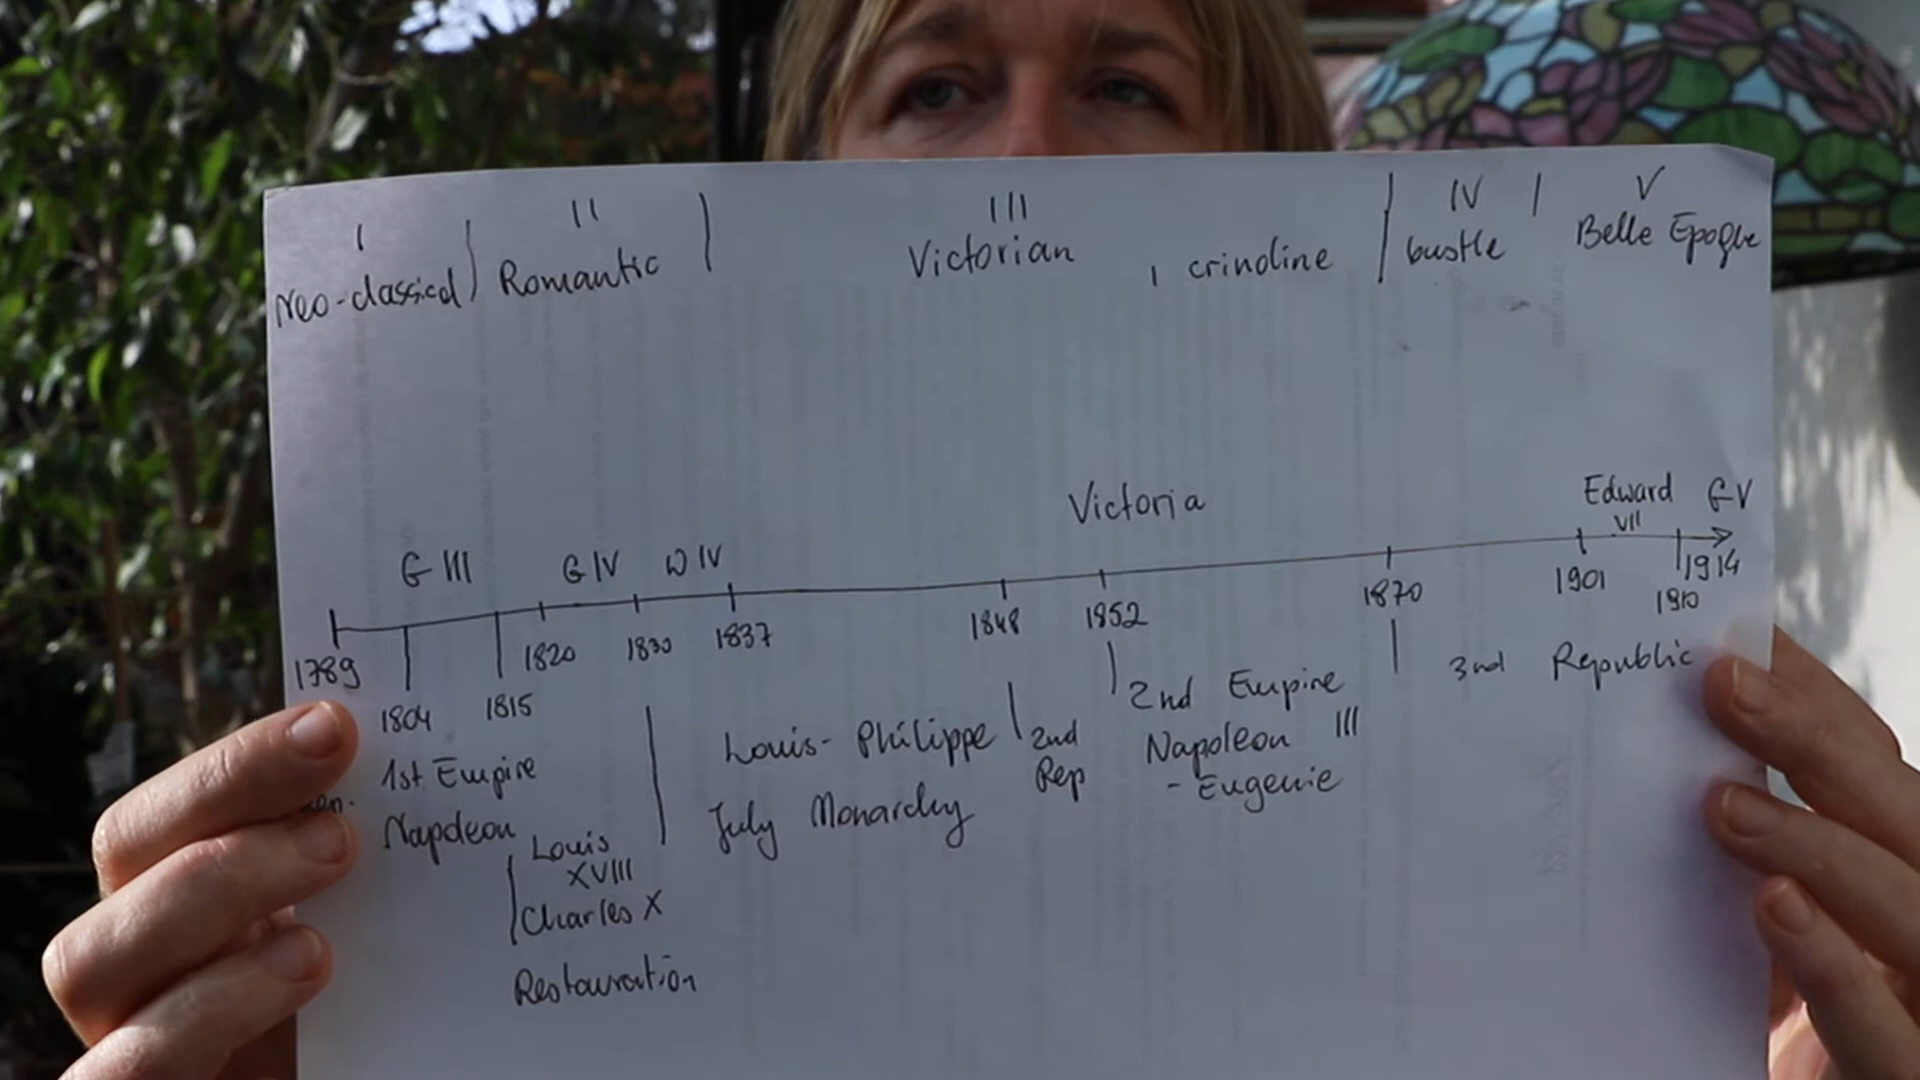 I II III IV V
Neo-classical Romantic Victorian crinoline bustle Belle Epoque
Victoria
Edward VII G V
G III G IV W IV
1789 1804 1815 1820 1830 1837 1848 1852 1870 1901 1910 1914
1st Empire
Napoleon
Louis
XVIII
Charles X
Restauration
Louis-Philippe
July Monarchy
2nd
Rep
2nd Empire
Napoleon III
- Eugenie
3nd Republic